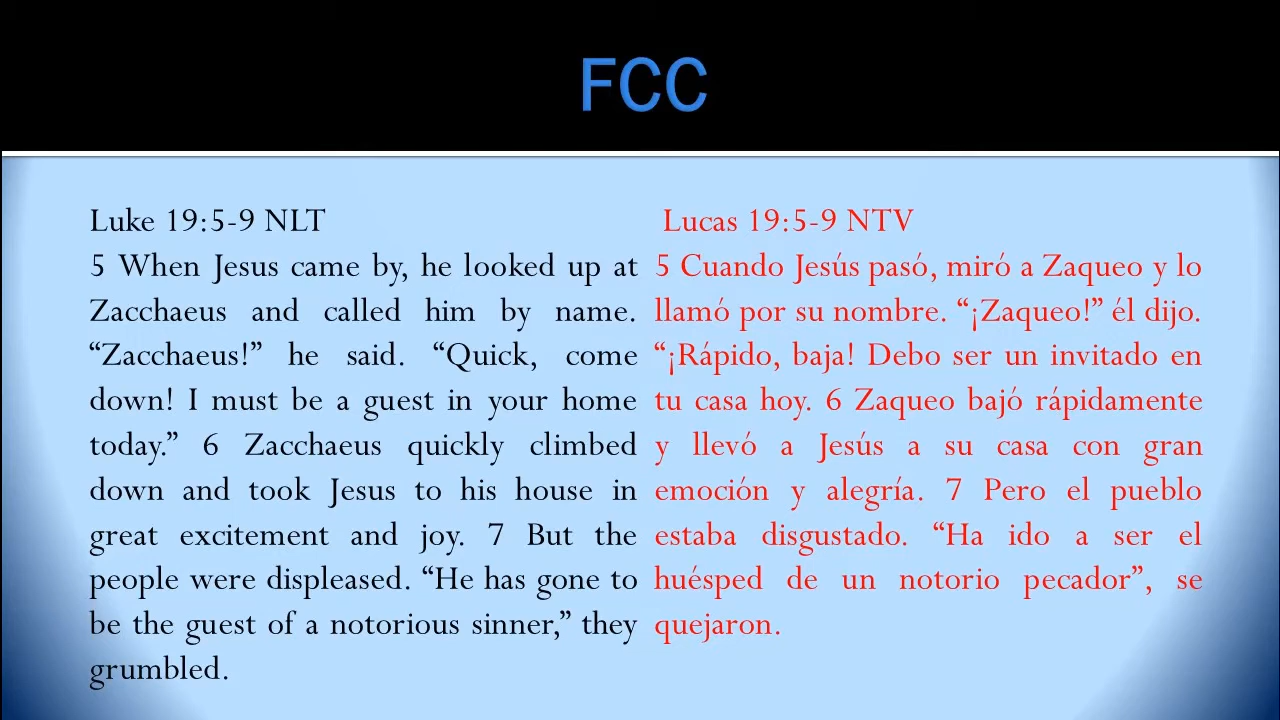 FCC
Luke 19:5-9 NLT
5 When Jesus came by, he looked up at
Zacchaeus and called him by name.
“Zacchaeus!” he said. “Quick, come
down! I must be a guest in your home
today.” 6 Zacchaeus quickly climbed
down and took Jesus to his house in
great excitement and joy. 7 But the
people were displeased. “He has gone to
be the guest of a notorious sinner,” they
grumbled.
Lucas 19:5-9 NTV
5 Cuando Jesús pasó, miró a Zaqueo y lo
llamó por su nombre. “¡Zaqueo!” él dijo.
“¡Rápido, baja! Debo ser un invitado en
tu casa hoy. 6 Zaqueo bajó rápidamente
y llevó a Jesús a su casa con gran
emoción y alegría. 7 Pero el pueblo
estaba disgustado. “Ha ido a ser el
huésped de un notorio pecador”, se
quejaron.